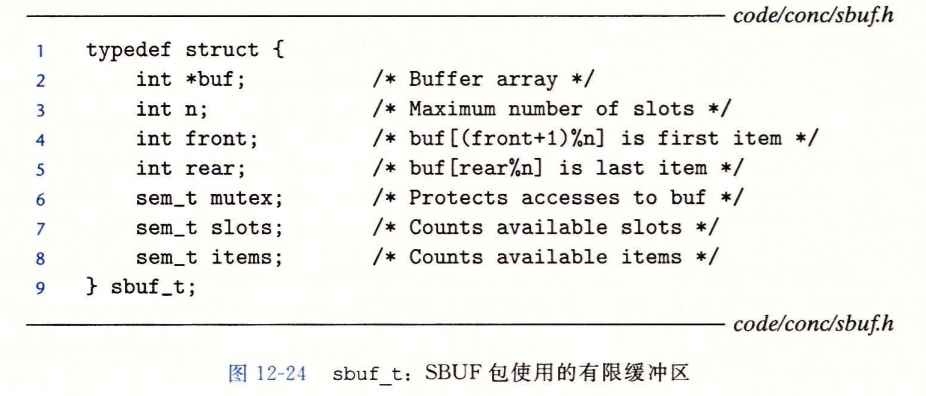 code/conc/sbuf.h
1 typedef struct {
2     int *buf;          /* Buffer array */
3     int n;             /* Maximum number of slots */
4     int front;         /* buf[(front+1)%n] is first item */
5     int rear;          /* buf[rear%n] is last item */
6     sem_t mutex;       /* Protects accesses to buf */
7     sem_t slots;       /* Counts available slots */
8     sem_t items;       /* Counts available items */
9 } sbuf_t;
code/conc/sbuf.h
图 12-24 sbuf_t：SBUF 包使用的有限缓冲区